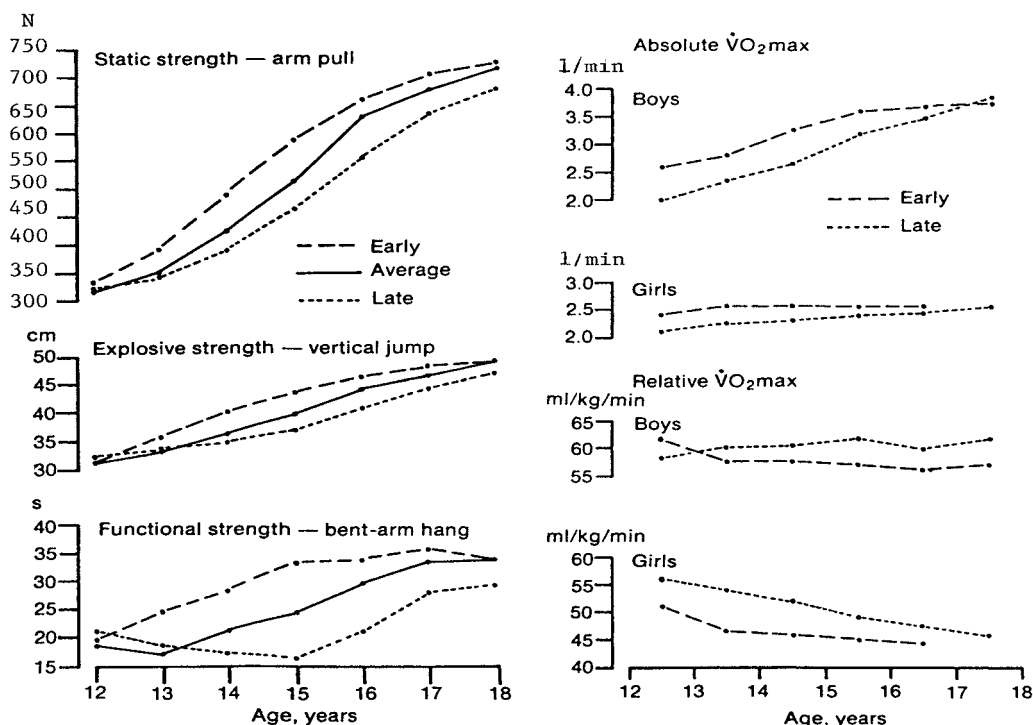 N
750
700
650
600
550
500
450
400
350
300
Static strength — arm pull
Early
Average
Late
cm
50
45
40
35
30
Explosive strength — vertical jump
s
40
35
30
25
20
15
Functional strength — bent-arm hang
12 13 14 15 16 17 18
Age, years
Absolute V̇O₂max
l/min
4.0
3.5
3.0
2.5
2.0
Boys
Early
Late
l/min
3.0
2.5
2.0
Girls
Relative V̇O₂max
ml/kg/min
65
60
55
Boys
ml/kg/min
60
55
50
45
40
Girls
12 13 14 15 16 17 18
Age, years